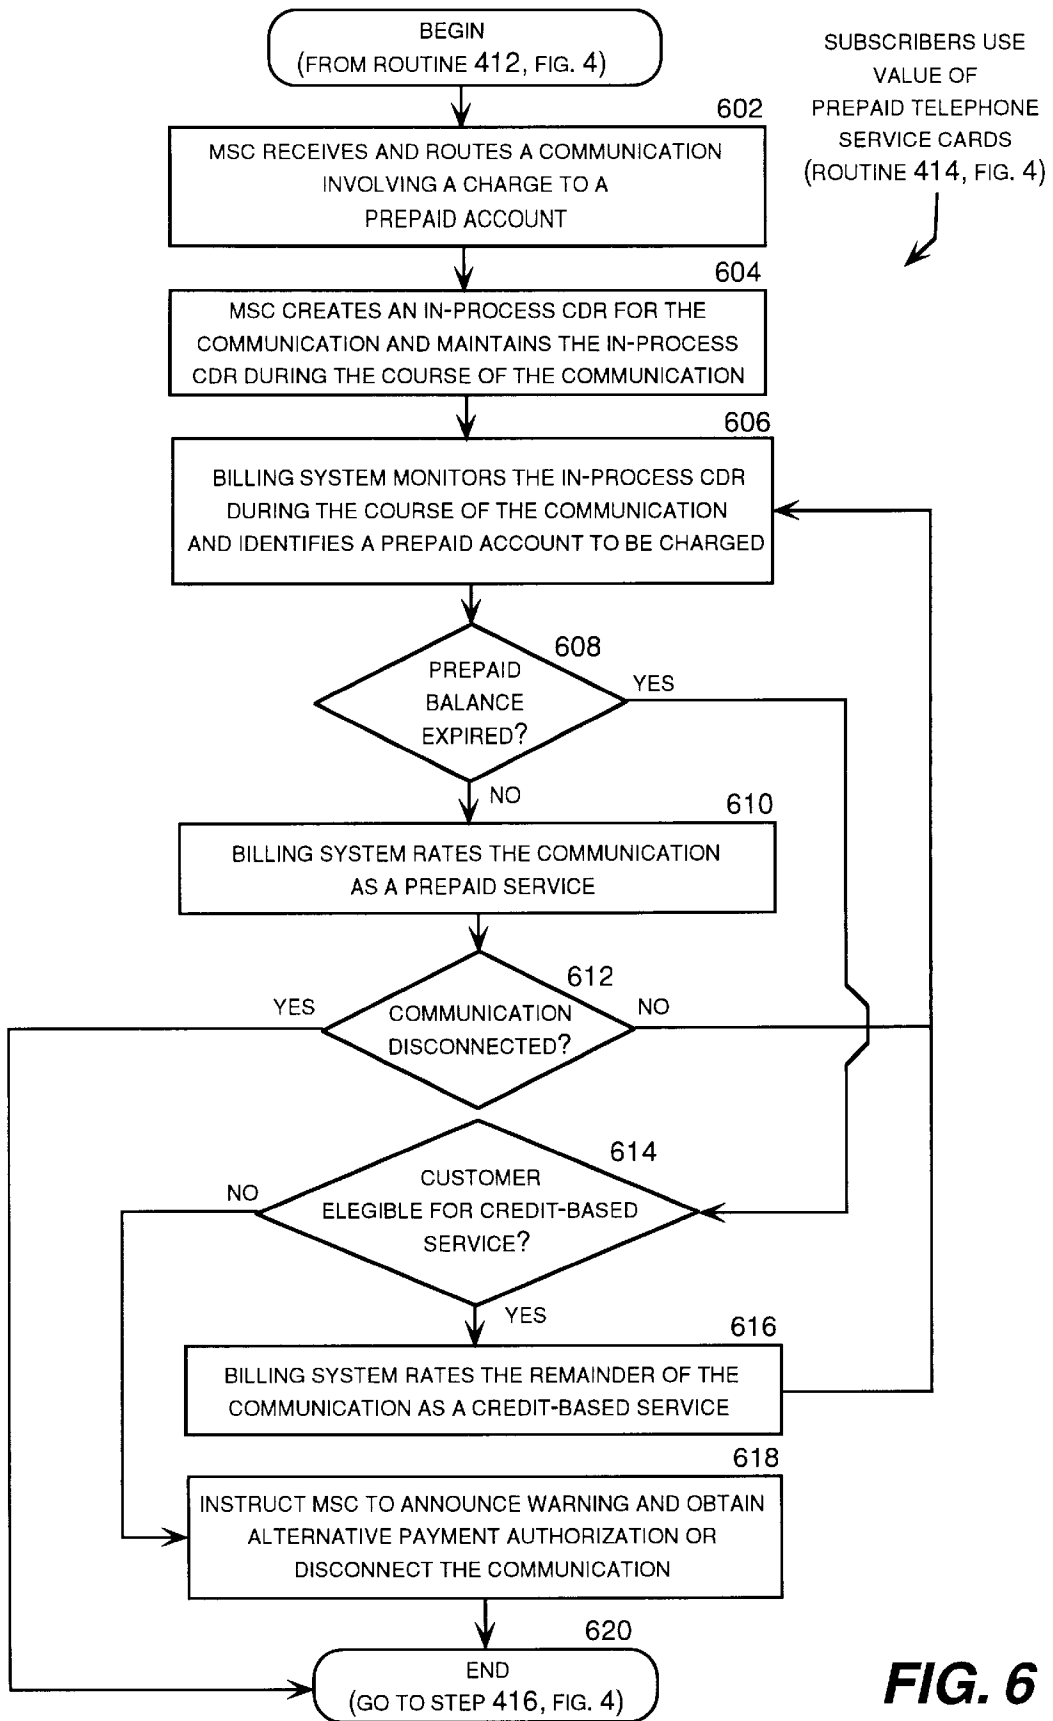 BEGIN
(FROM ROUTINE 412, FIG. 4)
SUBSCRIBERS USE
VALUE OF
PREPAID TELEPHONE
SERVICE CARDS
(ROUTINE 414, FIG. 4)
602
MSC RECEIVES AND ROUTES A COMMUNICATION
INVOLVING A CHARGE TO A
PREPAID ACCOUNT
604
MSC CREATES AN IN-PROCESS CDR FOR THE
COMMUNICATION AND MAINTAINS THE IN-PROCESS
CDR DURING THE COURSE OF THE COMMUNICATION
606
BILLING SYSTEM MONITORS THE IN-PROCESS CDR
DURING THE COURSE OF THE COMMUNICATION
AND IDENTIFIES A PREPAID ACCOUNT TO BE CHARGED
608
PREPAID
BALANCE
EXPIRED?
YES
NO
610
BILLING SYSTEM RATES THE COMMUNICATION
AS A PREPAID SERVICE
612
COMMUNICATION
DISCONNECTED?
YES
NO
614
CUSTOMER
ELEGIBLE FOR CREDIT-BASED
SERVICE?
NO
YES
616
BILLING SYSTEM RATES THE REMAINDER OF THE
COMMUNICATION AS A CREDIT-BASED SERVICE
618
INSTRUCT MSC TO ANNOUNCE WARNING AND OBTAIN
ALTERNATIVE PAYMENT AUTHORIZATION OR
DISCONNECT THE COMMUNICATION
620
END
(GO TO STEP 416, FIG. 4)
FIG. 6